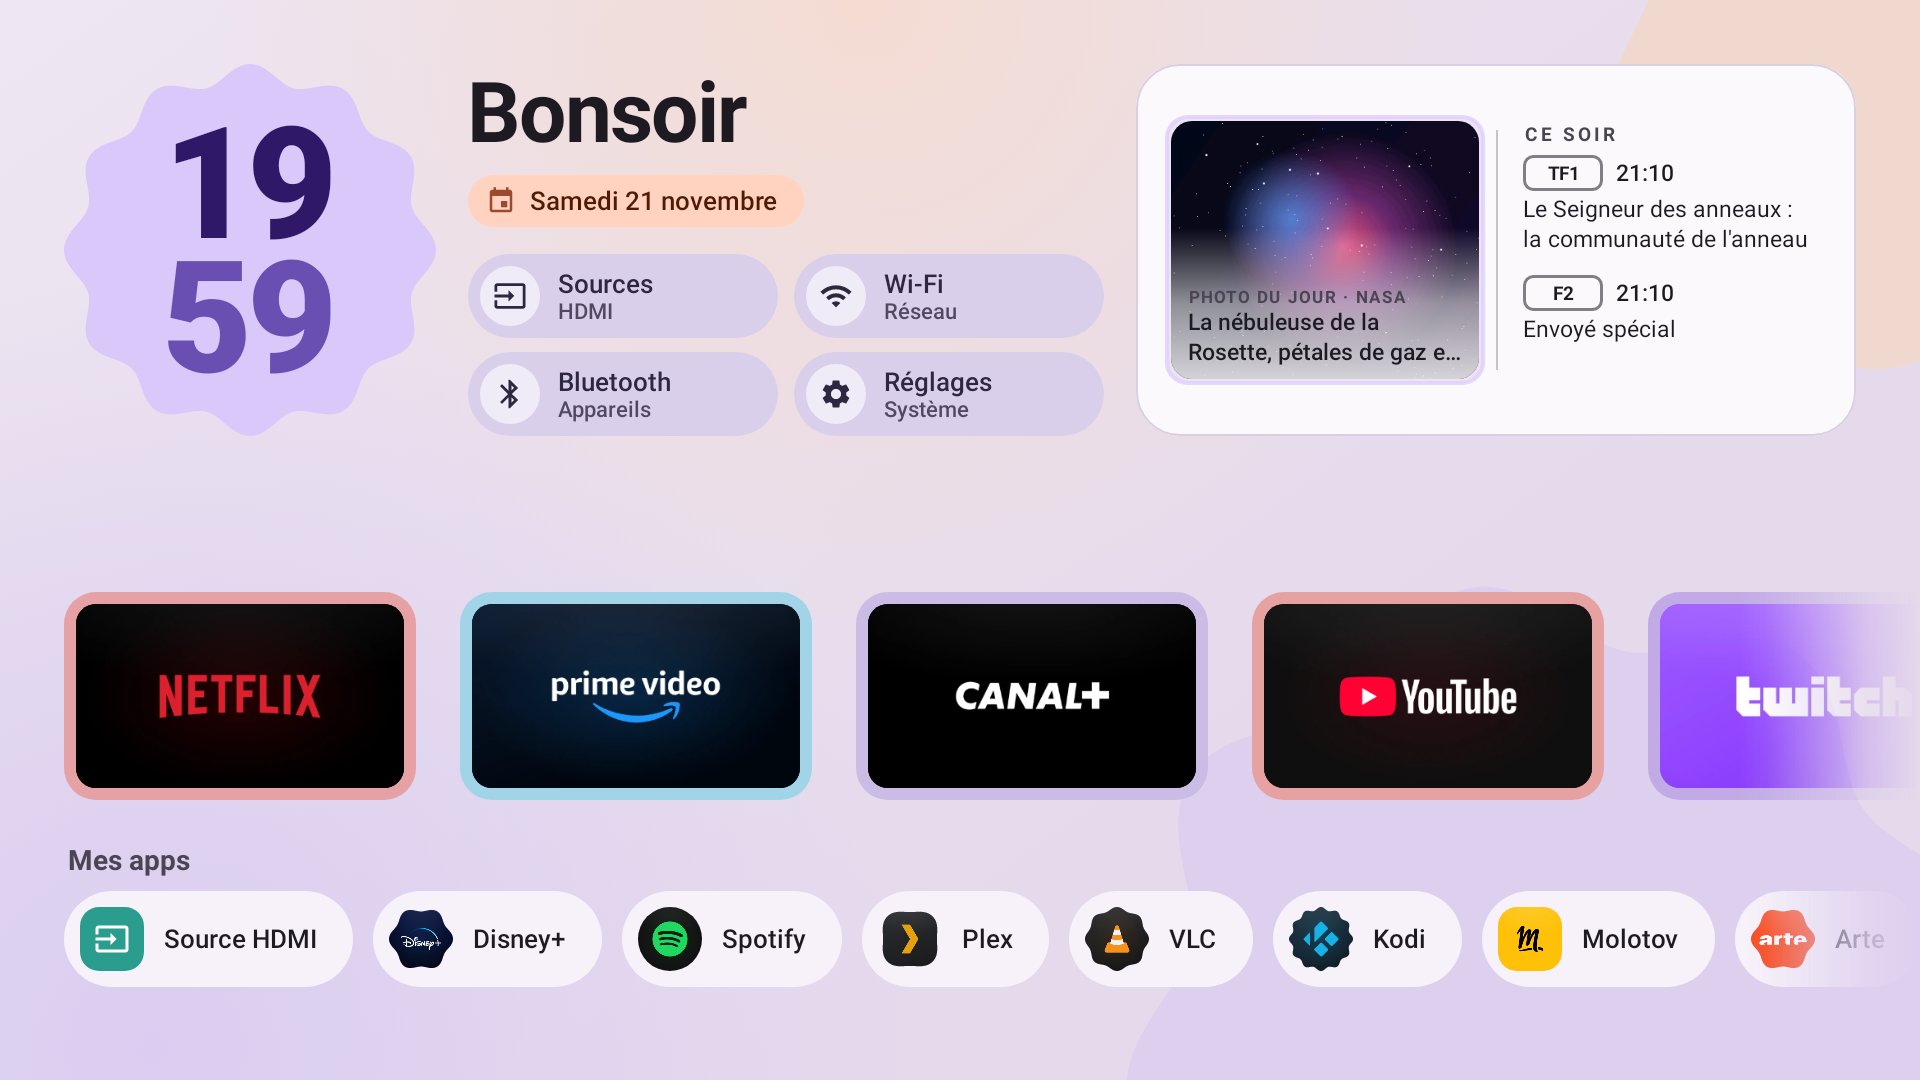 19
59
Bonsoir
Samedi 21 novembre
Sources
HDMI
Wi-Fi
Réseau
Bluetooth
Appareils
Réglages
Système
PHOTO DU JOUR · NASA
La nébuleuse de la
Rosette, pétales de gaz e...
CE SOIR
TF1 21:10
Le Seigneur des anneaux :
la communauté de l'anneau
F2 21:10
Envoyé spécial
NETFLIX
prime video
CANAL+
YouTube
twitch
Mes apps
Source HDMI
Disney+
Disney+
Spotify
Plex
VLC
Kodi
M.
Molotov
arte
Arte